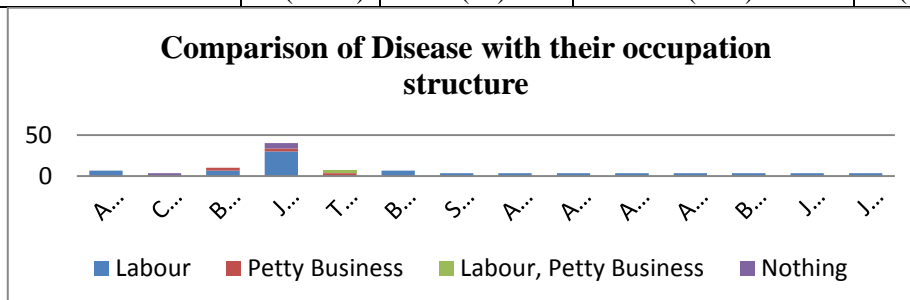 Comparison of Disease with their occupation
structure
50
0
A... C... B... J... T... B... S... A... A... A... A... B... J... J...
Labour Petty Business Labour, Petty Business Nothing